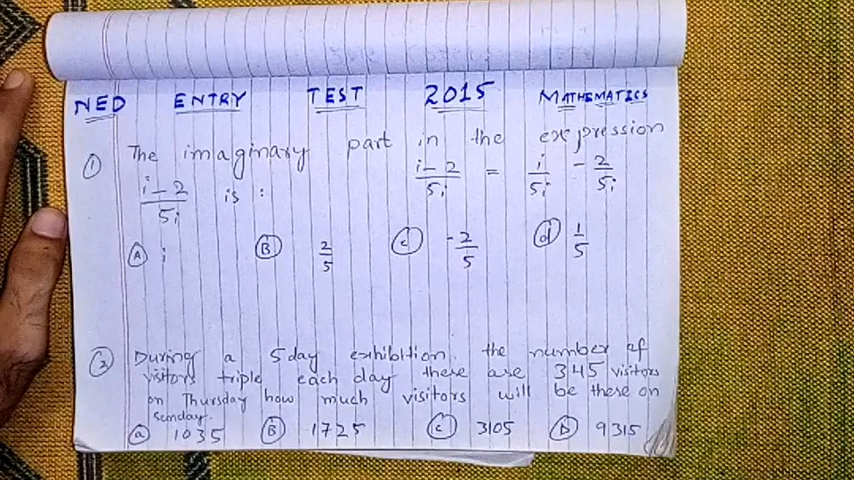 NED ENTRY TEST 2015 MATHEMATICS
① The imaginary part in the expression
i-2/5i is : i-2/5i = i/5i - 2/5i
Ⓐ i Ⓑ 2/5 Ⓒ -2/5 ⓓ 1/5
② During a 5 day exhibition. the number of
visitors triple each day there are 345 visitors
on Thursday how much visitors will be there on
sunday.
ⓐ 1035 Ⓑ 1725 Ⓒ 3105 Ⓓ 9315